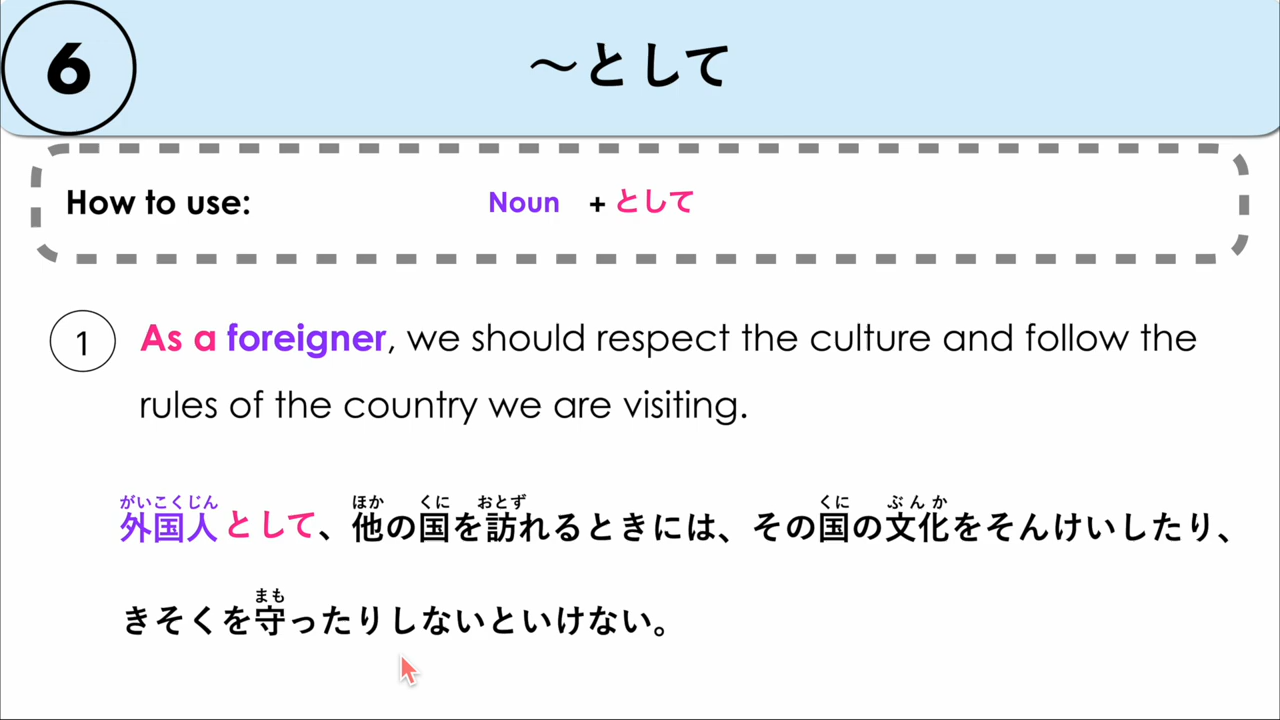 6
～として
How to use: Noun + として
1 As a foreigner, we should respect the culture and follow the
rules of the country we are visiting.
がいこくじん ほか くに おとず くに ぶんか
外国人として、他の国を訪れるときには、その国の文化をそんけいしたり、
まも
きそくを守ったりしないといけない。